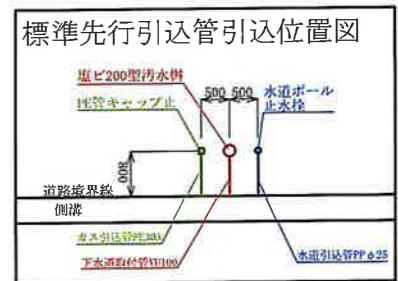 標準先行引込管引込位置図
塩ビ200型汚水桝
PE管キャップ止
500 500
水道ボール
止水栓
800
道路境界線
側溝
ガス引込管PE30A
下水道取付管VU100
水道引込管PPφ25